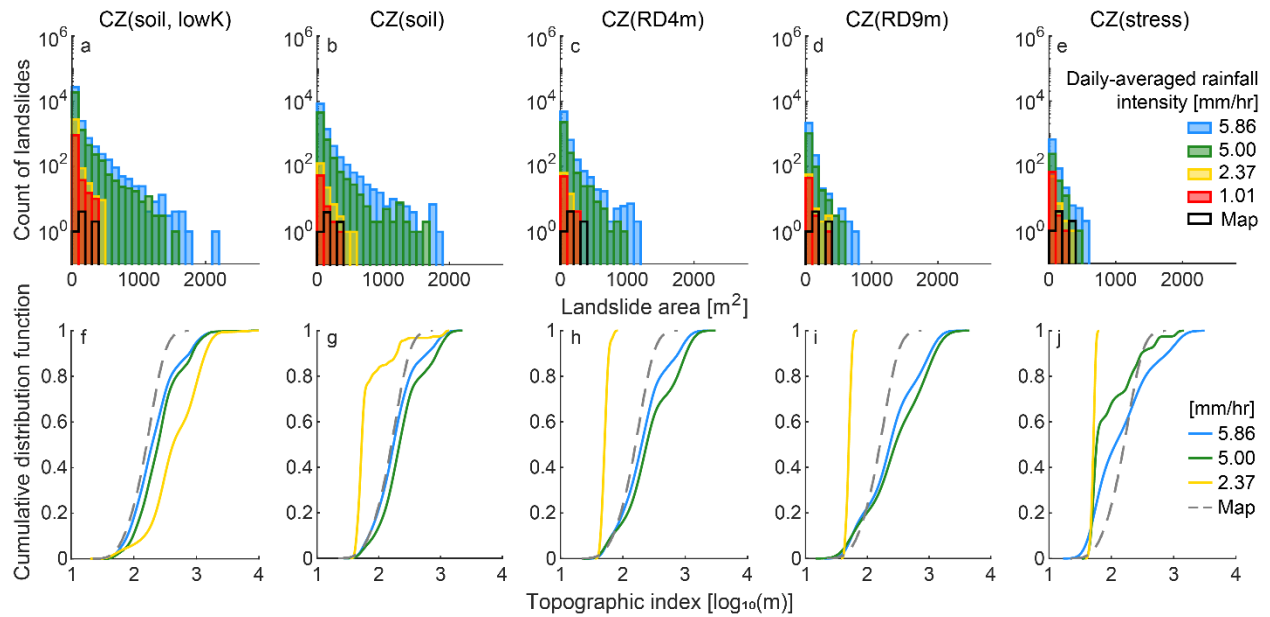 CZ(soil, lowK) CZ(soil) CZ(RD4m) CZ(RD9m) CZ(stress)
Count of landslides
10⁶ 10⁴ 10² 10⁰
a
0 1000 2000
10⁶ 10⁴ 10² 10⁰
b
0 1000 2000
10⁶ 10⁴ 10² 10⁰
c
0 1000 2000
10⁶ 10⁴ 10² 10⁰
d
0 1000 2000
10⁶ 10⁴ 10² 10⁰
e
0 1000 2000
Daily-averaged rainfall
intensity [mm/hr]
5.86
5.00
2.37
1.01
Map
Landslide area [m²]
Cumulative distribution function
1 0.8 0.6 0.4 0.2 0
f
1 2 3 4
1 0.8 0.6 0.4 0.2 0
g
1 2 3 4
1 0.8 0.6 0.4 0.2 0
h
1 2 3 4
1 0.8 0.6 0.4 0.2 0
i
1 2 3 4
1 0.8 0.6 0.4 0.2 0
j
1 2 3 4
[mm/hr]
5.86
5.00
2.37
Map
Topographic index [log₁₀(m)]